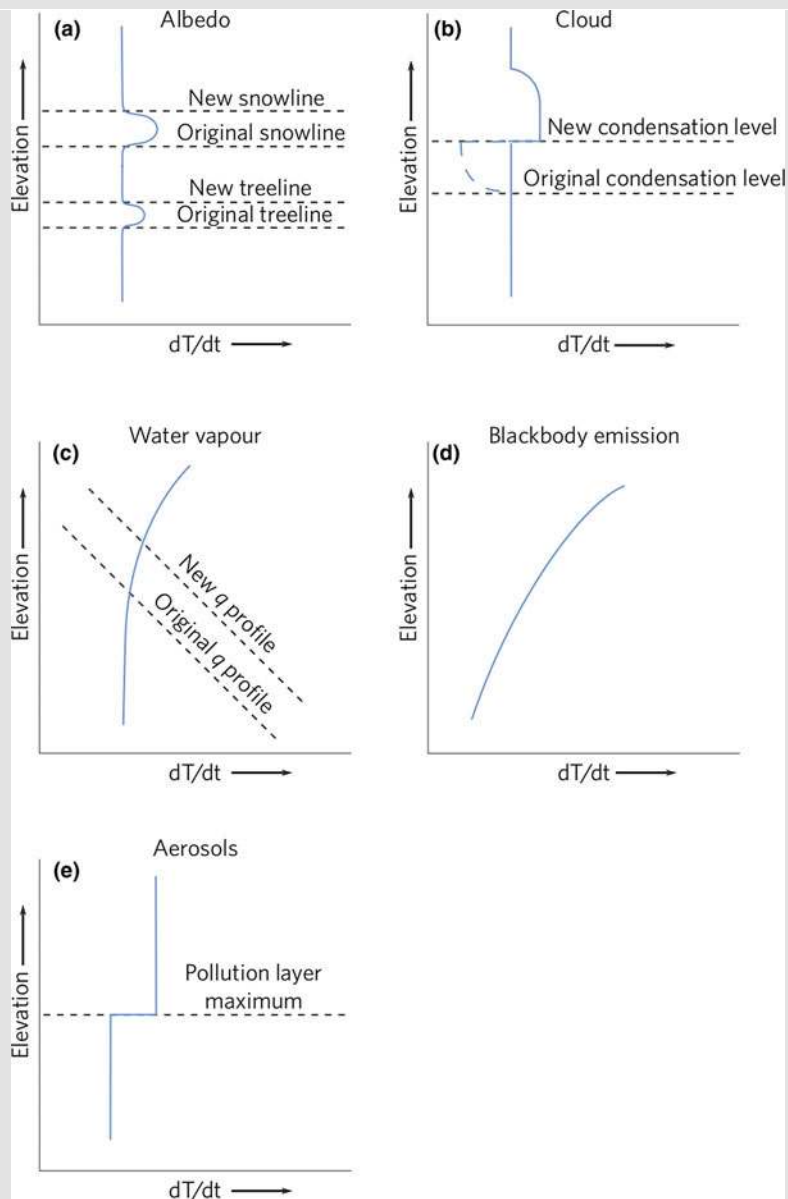 (a)
Albedo
Elevation
New snowline
Original snowline
New treeline
Original treeline
dT/dt
(b)
Cloud
Elevation
New condensation level
Original condensation level
dT/dt
(c)
Water vapour
Elevation
New q profile
Original q profile
dT/dt
(d)
Blackbody emission
Elevation
dT/dt
(e)
Aerosols
Elevation
Pollution layer
maximum
dT/dt